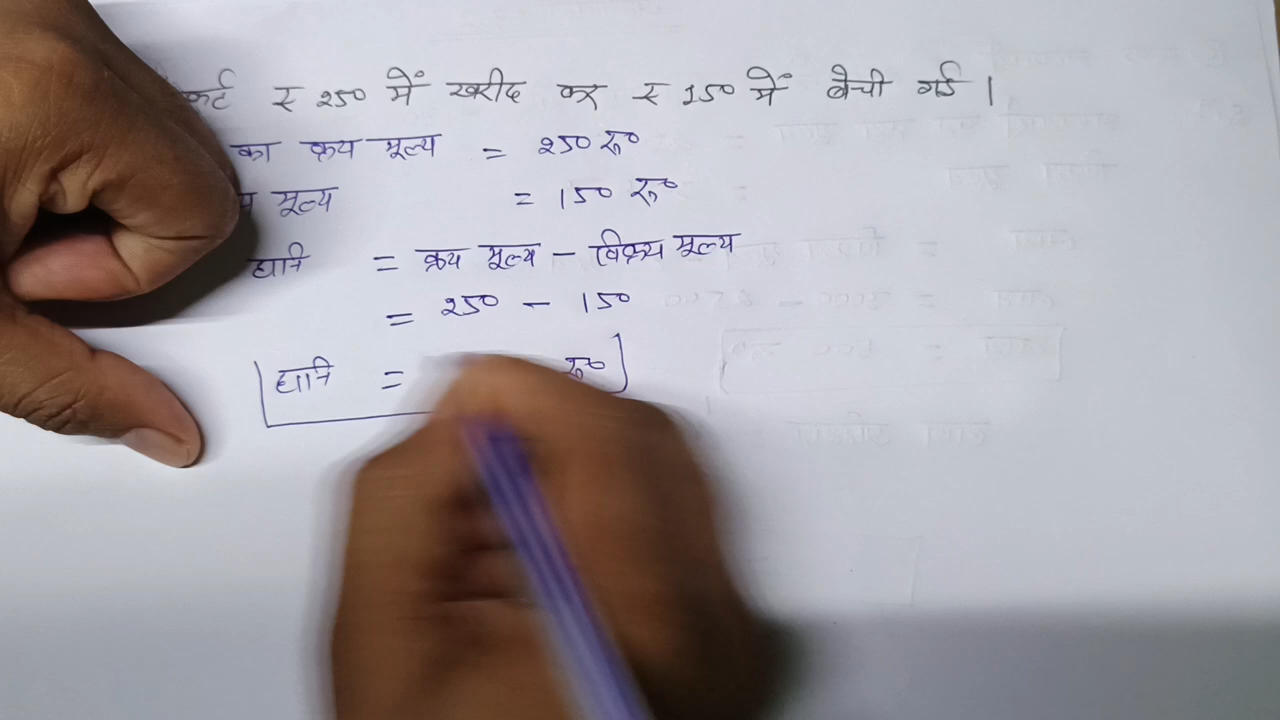 स्कर्ट ₹ 250 में खरीद कर ₹ 150 में बेची गई ।
का क्रय मूल्य = 250 रु०
मूल्य = 150 रु०
हानि = क्रय मूल्य - विक्रय मूल्य
= 250 - 150
हानि = रु०